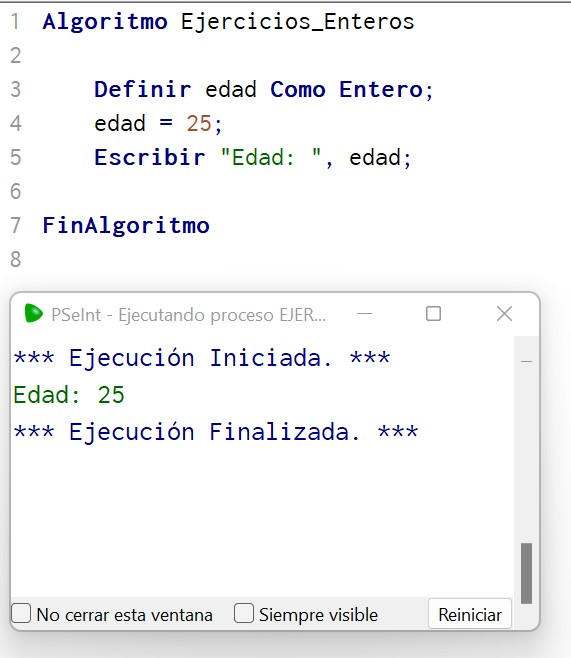 1 Algoritmo Ejercicios_Enteros
2
3 Definir edad Como Entero;
4 edad = 25;
5 Escribir "Edad: ", edad;
6
7 FinAlgoritmo
8
PSeInt - Ejecutando proceso EJER...
*** Ejecución Iniciada. ***
Edad: 25
*** Ejecución Finalizada. ***
No cerrar esta ventana Siempre visible Reiniciar